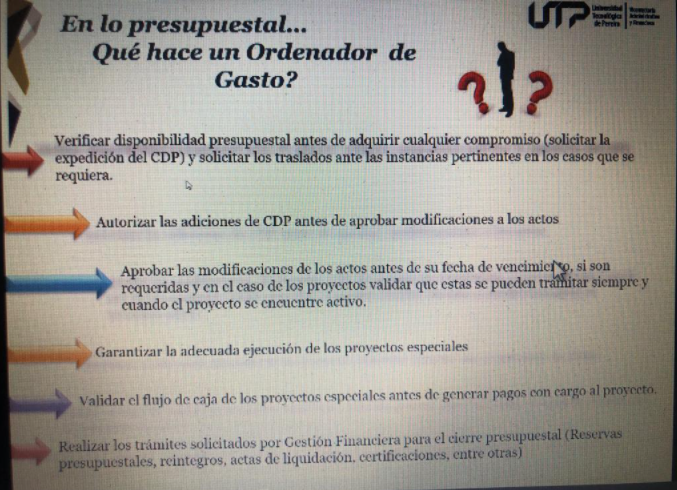 En lo presupuestal...
Qué hace un Ordenador de
Gasto?
UTP
Universidad
Tecnológica
de Pereira
Verificar disponibilidad presupuestal antes de adquirir cualquier compromiso (solicitar la
expedición del CDP) y solicitar los traslados ante las instancias pertinentes en los casos que se
requiera.
Autorizar las adiciones de CDP antes de aprobar modificaciones a los actos
Aprobar las modificaciones de los actos antes de su fecha de vencimiento, si son
requeridas y en el caso de los proyectos validar que estas se pueden tramitar siempre y
cuando el proyecto se encuentre activo.
Garantizar la adecuada ejecución de los proyectos especiales
Validar el flujo de caja de los proyectos especiales antes de generar pagos con cargo al proyecto.
Realizar los trámites solicitados por Gestión Financiera para el cierre presupuestal (Reservas
presupuestales, reintegros, actas de liquidación, certificaciones, entre otras)